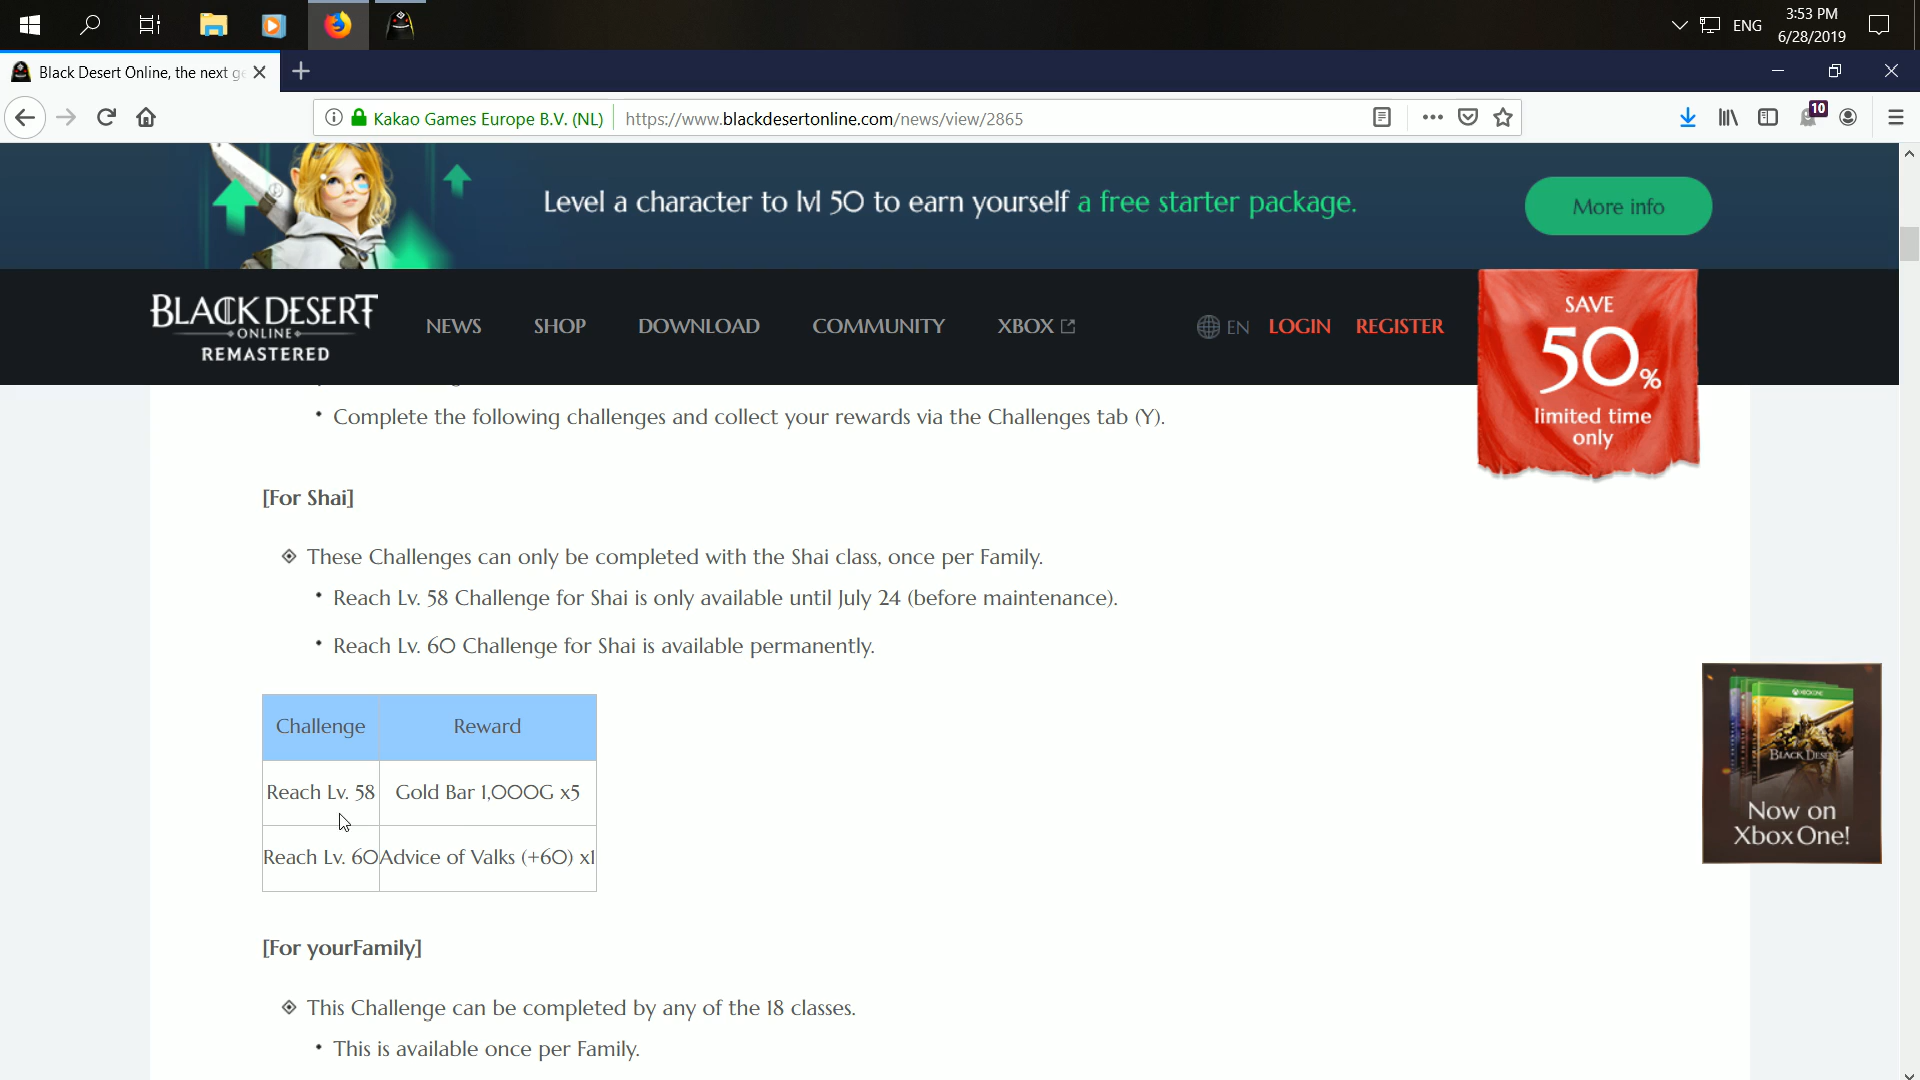 ENG
3:53 PM
6/28/2019
Black Desert Online, the next ge
Kakao Games Europe B.V. (NL)
https://www.blackdesertonline.com/news/view/2865
10
Level a character to lvl 50 to earn yourself a free starter package.
More info
BLACK DESERT
ONLINE
REMASTERED
NEWS
SHOP
DOWNLOAD
COMMUNITY
XBOX
EN
LOGIN
REGISTER
SAVE
50%
limited time
only
Complete the following challenges and collect your rewards via the Challenges tab (Y).
[For Shai]
These Challenges can only be completed with the Shai class, once per Family.
Reach Lv. 58 Challenge for Shai is only available until July 24 (before maintenance).
Reach Lv. 60 Challenge for Shai is available permanently.
Challenge Reward
Reach Lv. 58 Gold Bar 1,000G x5
Reach Lv. 60 Advice of Valks (+60) x1
XBOX ONE
BLACK DESERT
Now on
Xbox One!
[For yourFamily]
This Challenge can be completed by any of the 18 classes.
This is available once per Family.